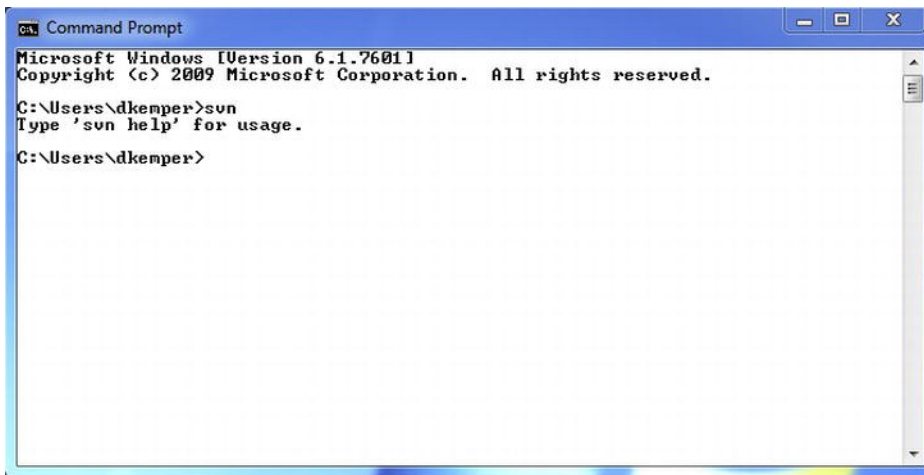 Command Prompt
Microsoft Windows [Version 6.1.7601]
Copyright (c) 2009 Microsoft Corporation.  All rights reserved.
C:\Users\dkemper>svn
Type 'svn help' for usage.
C:\Users\dkemper>